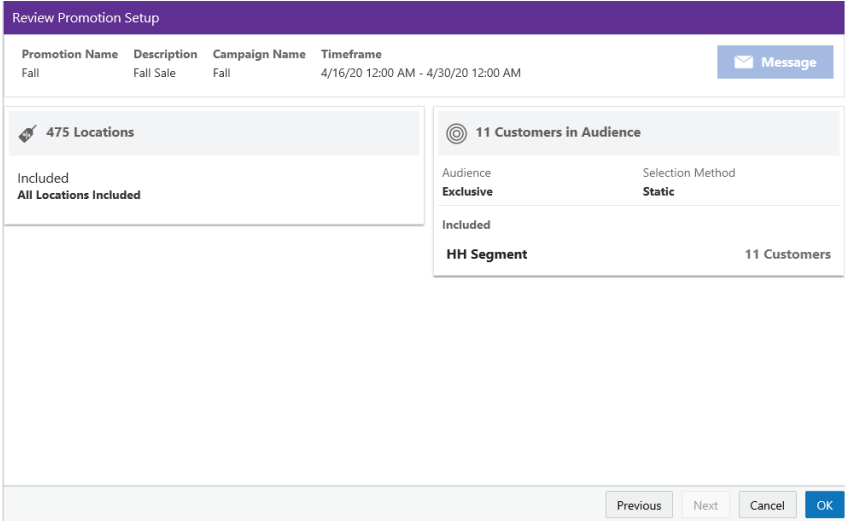 Review Promotion Setup
Promotion Name Description Campaign Name Timeframe
Fall Fall Sale Fall 4/16/20 12:00 AM - 4/30/20 12:00 AM
Message
475 Locations
Included
All Locations Included
11 Customers in Audience
Audience Selection Method
Exclusive Static
Included
HH Segment 11 Customers
Previous Next Cancel OK